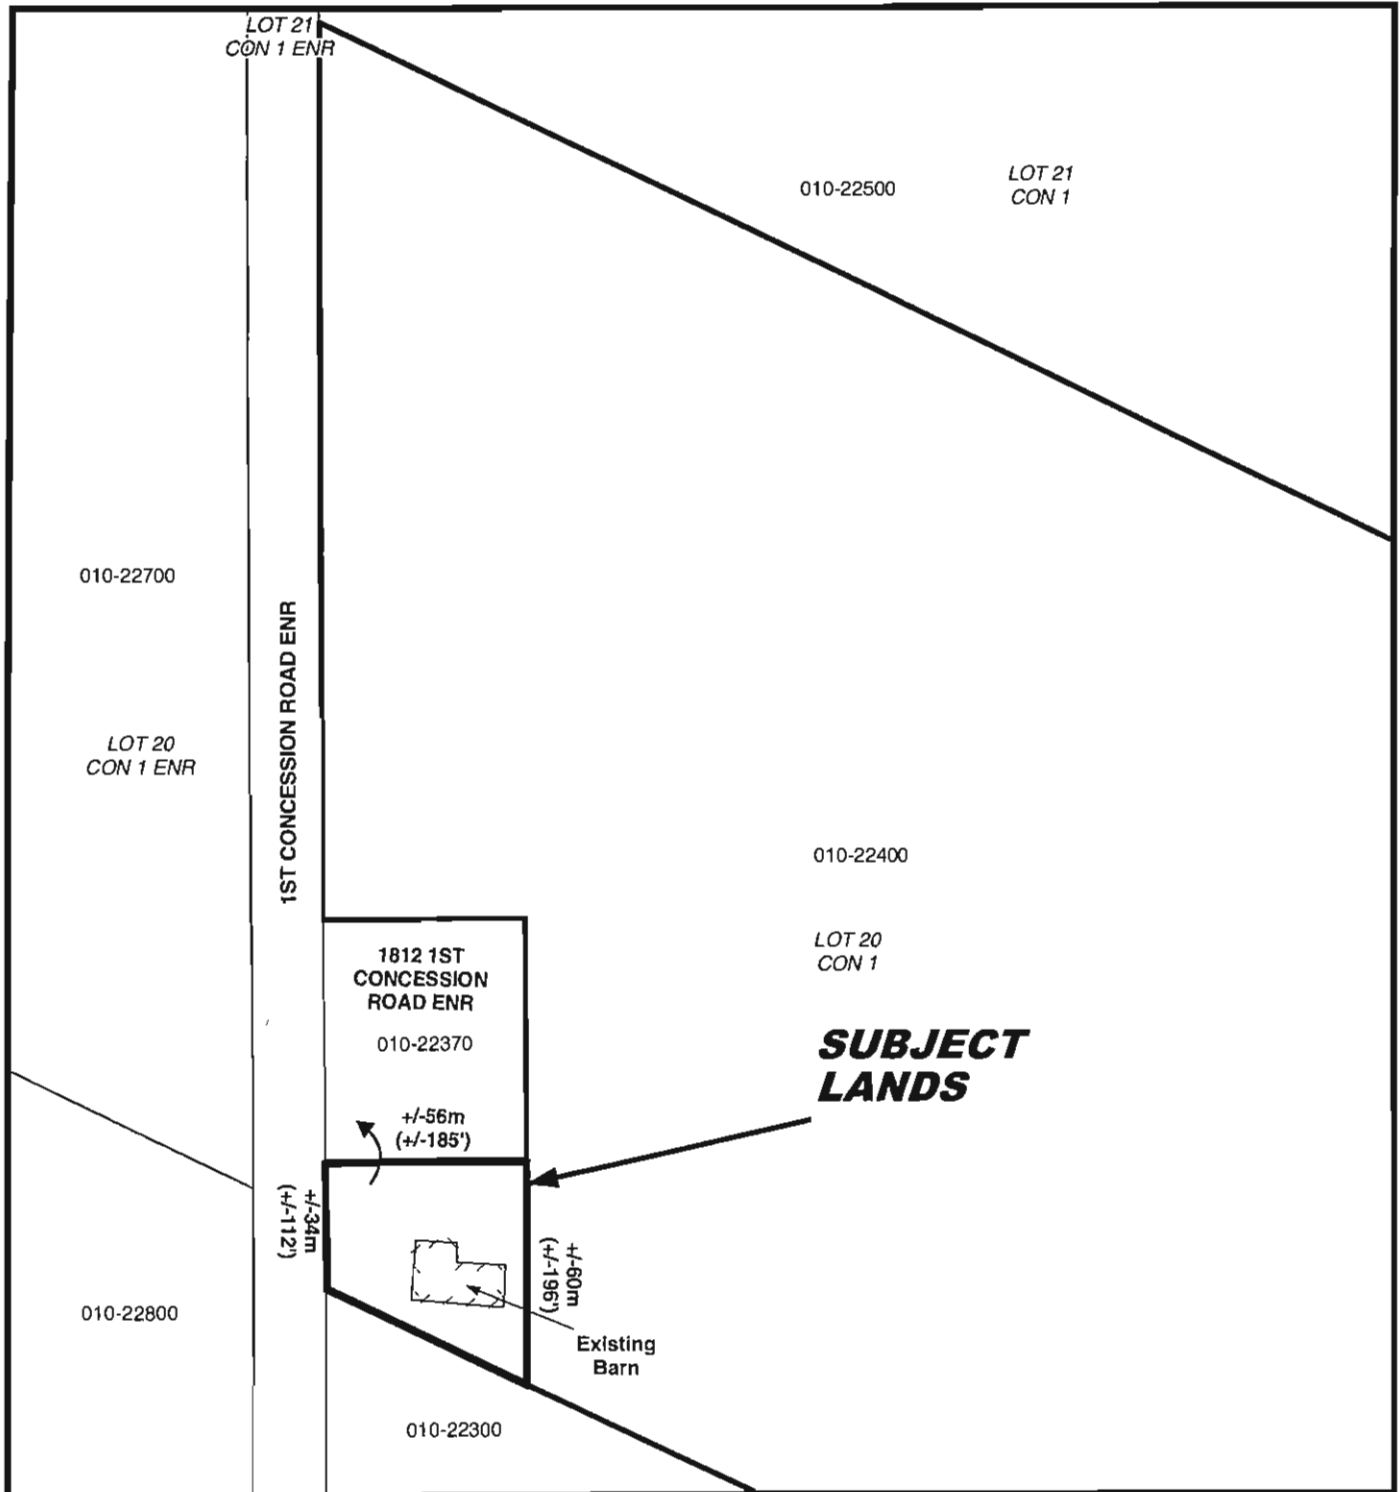 LOT 21
CON 1 ENR
010-22500
LOT 21
CON 1
010-22700
1ST CONCESSION ROAD ENR
LOT 20
CON 1 ENR
010-22400
LOT 20
CON 1
1812 1ST
CONCESSION
ROAD ENR
010-22370
SUBJECT
LANDS
+/-56m
(+/-185')
+/-34m
(+/-112')
+/-60m
(+/-196')
010-22800
Existing
Barn
010-22300